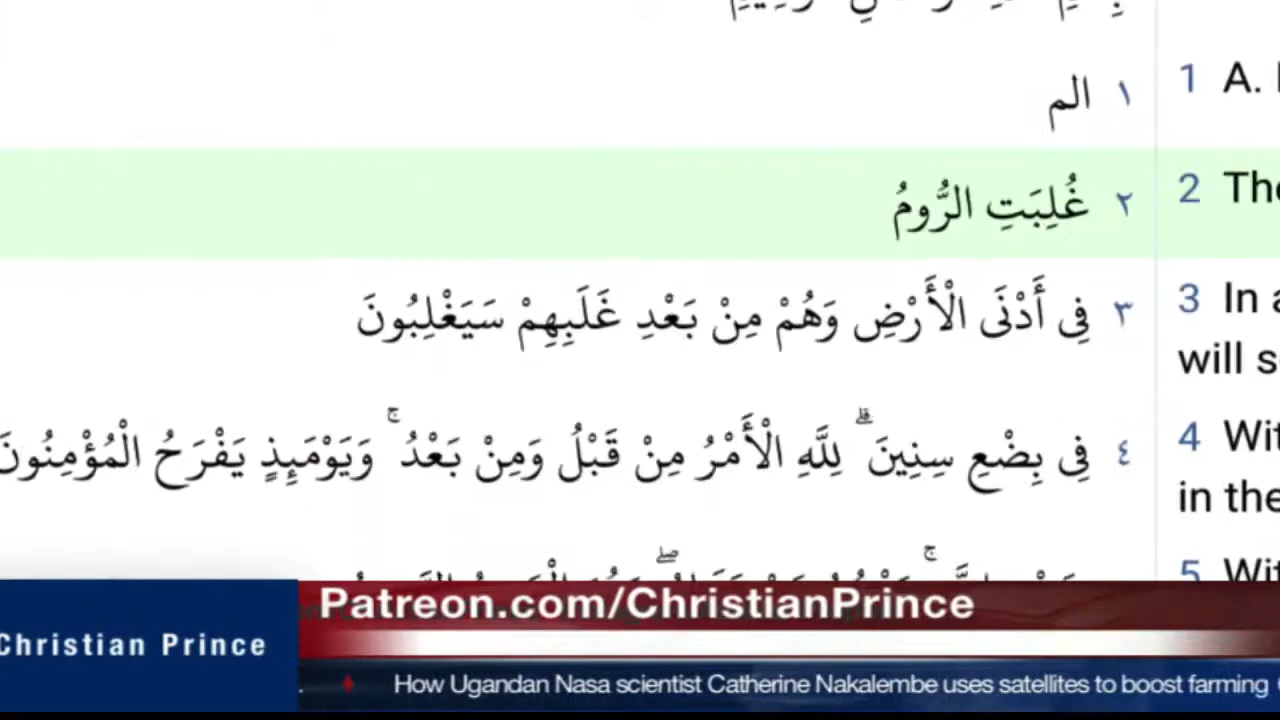 ١ الم
1 A.
٢ غُلِبَتِ الرُّومُ
2 The
٣ فِي أَدْنَى الْأَرْضِ وَهُمْ مِنْ بَعْدِ غَلَبِهِمْ سَيَغْلِبُونَ
3 In a
will s
٤ فِي بِضْعِ سِنِينَ ۗ لِلَّهِ الْأَمْرُ مِنْ قَبْلُ وَمِنْ بَعْدُ ۚ وَيَوْمَئِذٍ يَفْرَحُ الْمُؤْمِنُونَ
4 Wit
in the
5 Wit
Patreon.com/ChristianPrince
Christian Prince
How Ugandan Nasa scientist Catherine Nakalembe uses satellites to boost farming